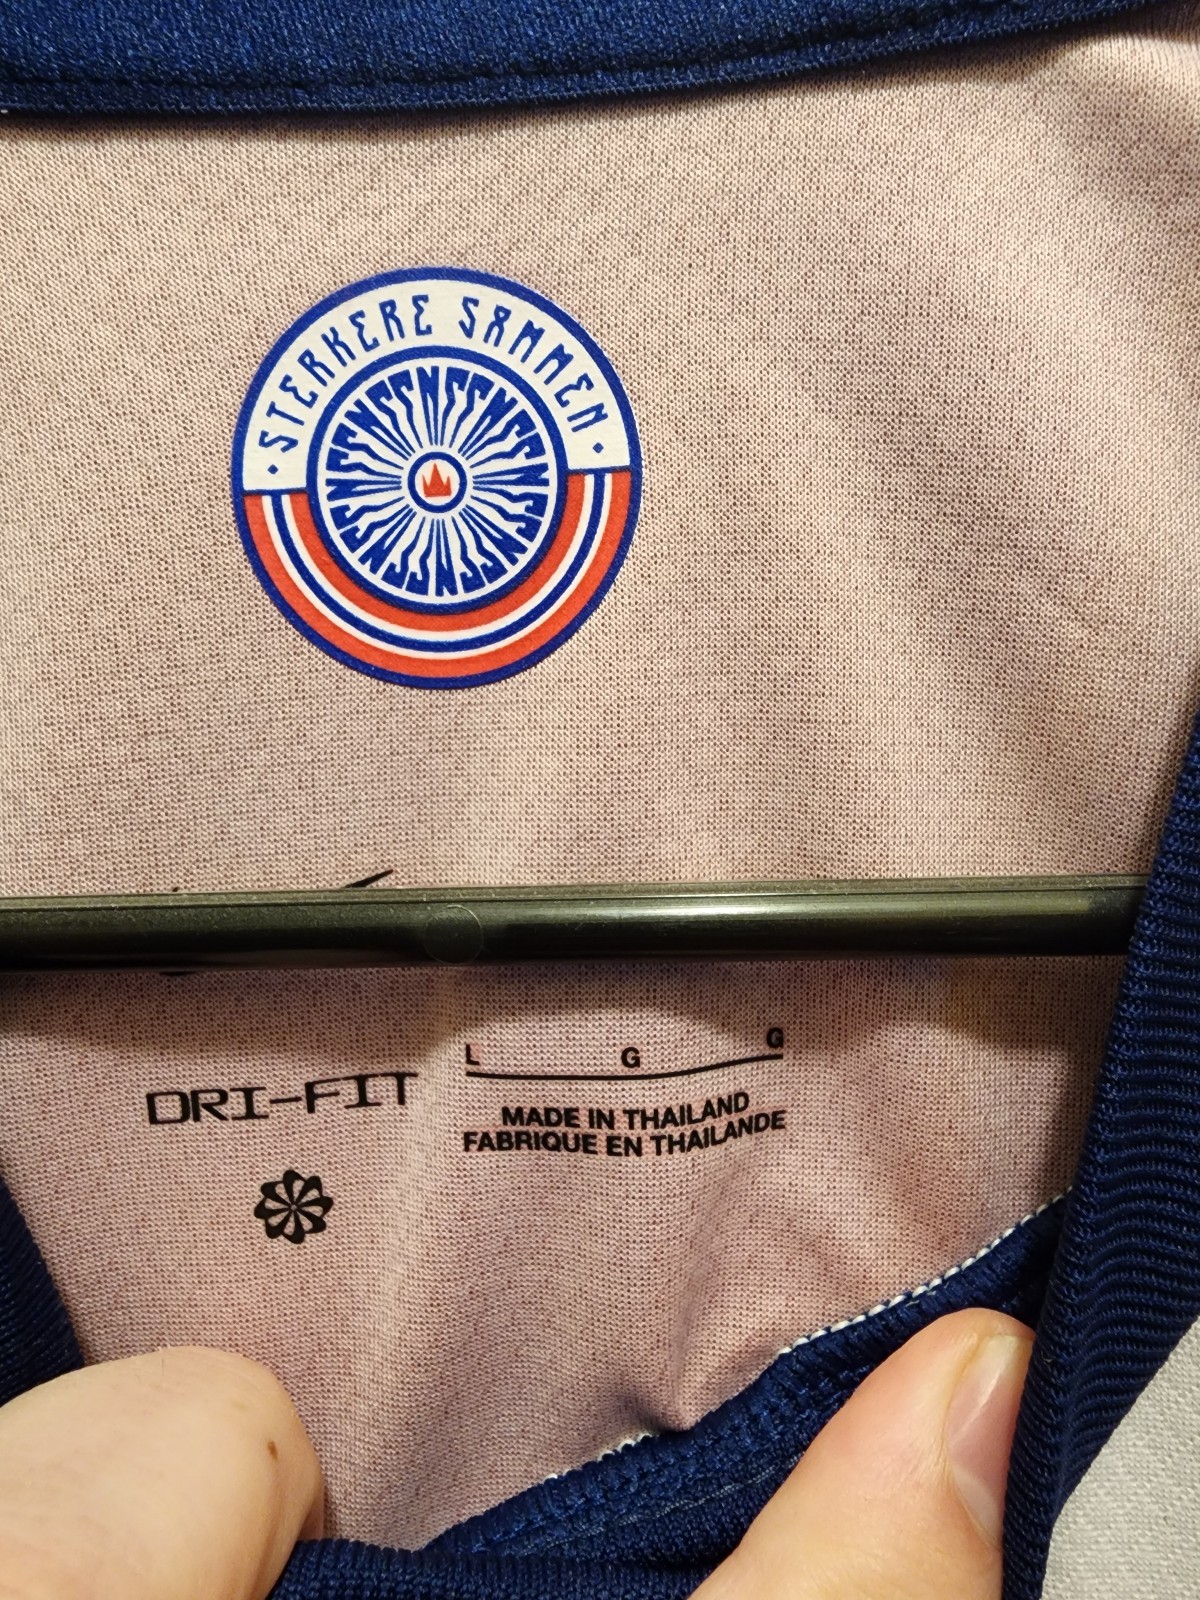 STERKERE SAMMEN
L G G
DRI-FIT
MADE IN THAILAND
FABRIQUE EN THAILANDE